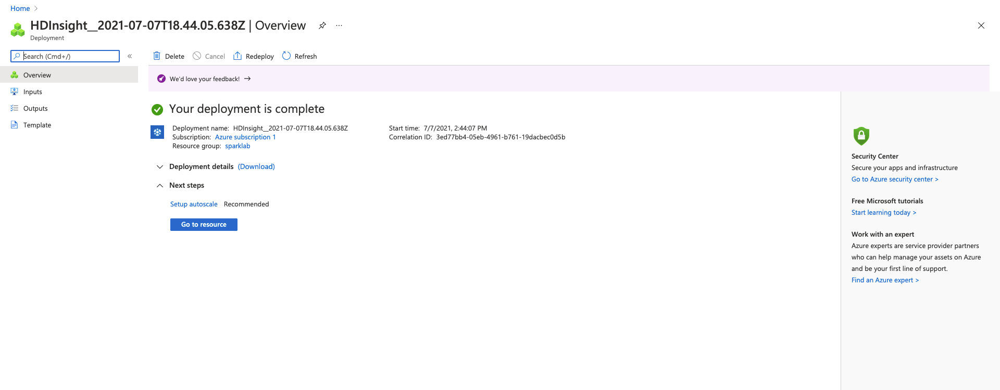 Home >
HDInsight__2021-07-07T18.44.05.638Z | Overview ...
Deployment
Search (Cmd+/) «
Overview
Inputs
Outputs
Template
Delete Cancel Redeploy Refresh
We'd love your feedback! →
Your deployment is complete
Deployment name: HDInsight__2021-07-07T18.44.05.638Z
Subscription: Azure subscription 1
Resource group: sparklab
Start time: 7/7/2021, 2:44:07 PM
Correlation ID: 3ed77bb4-05eb-4961-b761-19dacbec0d5b
Deployment details (Download)
Next steps
Setup autoscale Recommended
Go to resource
Security Center
Secure your apps and infrastructure
Go to Azure security center >
Free Microsoft tutorials
Start learning today >
Work with an expert
Azure experts are service provider partners
who can help manage your assets on Azure
and be your first line of support.
Find an Azure expert >